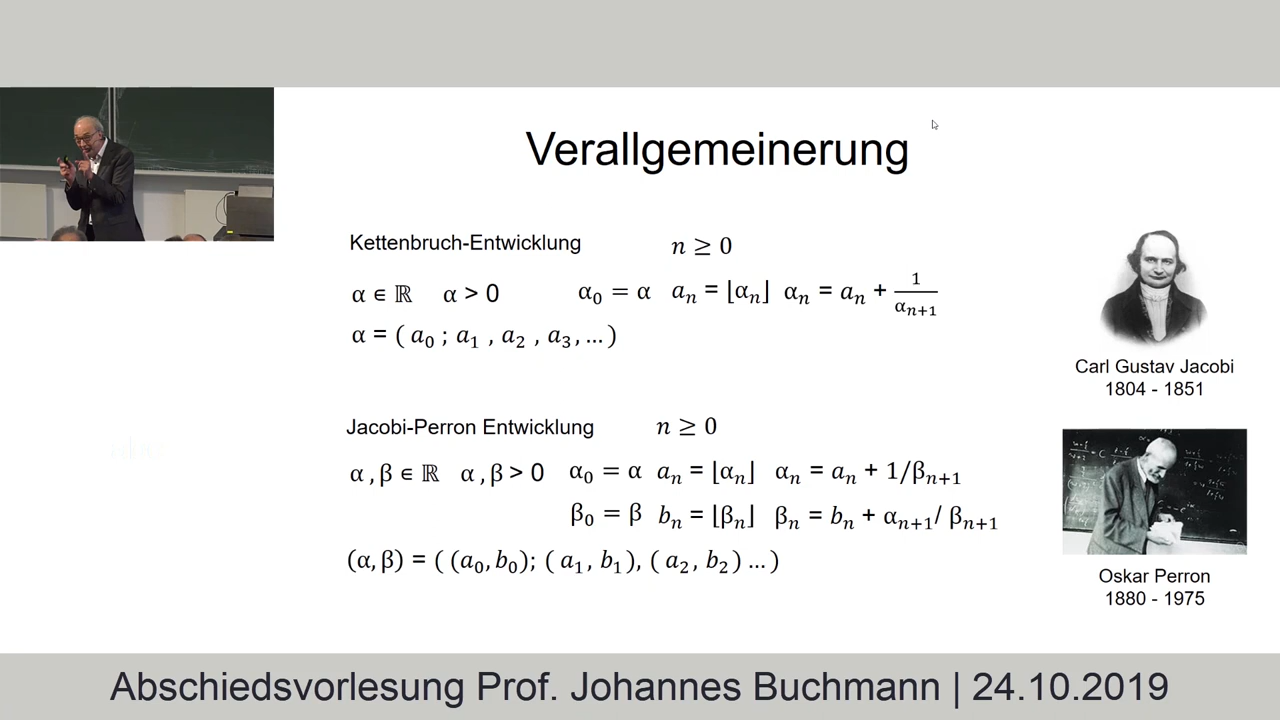 Verallgemeinerung
Kettenbruch-Entwicklung n ≥ 0
α ∈ ℝ α > 0 α₀ = α aₙ = ⌊αₙ⌋ αₙ = aₙ + 1/αₙ₊₁
α = ( a₀ ; a₁ , a₂ , a₃ , … )
Carl Gustav Jacobi
1804 - 1851
Jacobi-Perron Entwicklung n ≥ 0
α , β ∈ ℝ α , β > 0 α₀ = α aₙ = ⌊αₙ⌋ αₙ = aₙ + 1/βₙ₊₁
β₀ = β bₙ = ⌊βₙ⌋ βₙ = bₙ + αₙ₊₁/ βₙ₊₁
(α, β) = ( (a₀, b₀); ( a₁, b₁), ( a₂, b₂) … )
Oskar Perron
1880 - 1975
Abschiedsvorlesung Prof. Johannes Buchmann | 24.10.2019